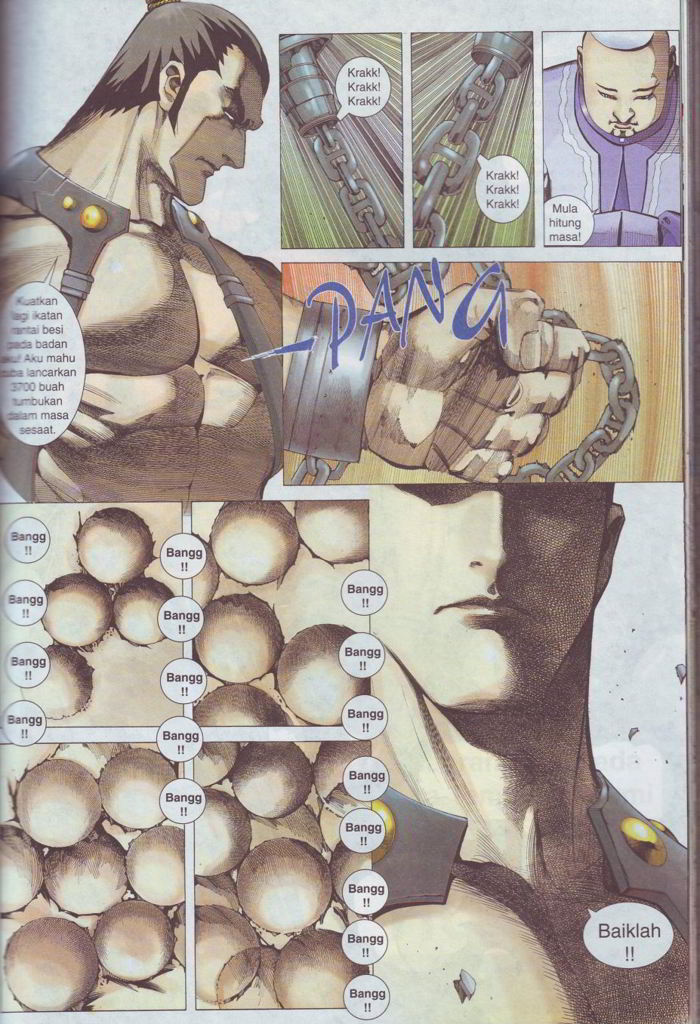 Krakk!
Krakk!
Krakk!
Krakk!
Krakk!
Krakk!
Mula
hitung
masa!
Kuatkan
lagi ikatan
rantai besi
pada badan
aku! Aku mahu
cuba lancarkan
3700 buah
tumbukan
dalam masa
sesaat.
PANG
Bangg
!!
Bangg
!!
Bangg
!!
Bangg
!!
Bangg
!!
Bangg
!!
Bangg
!!
Bangg
!!
Bangg
!!
Bangg
!!
Bangg
!!
Bangg
!!
Bangg
!!
Bangg
!!
Bangg
!!
Bangg
!!
Bangg
!!
Bangg
!!
Baiklah
!!